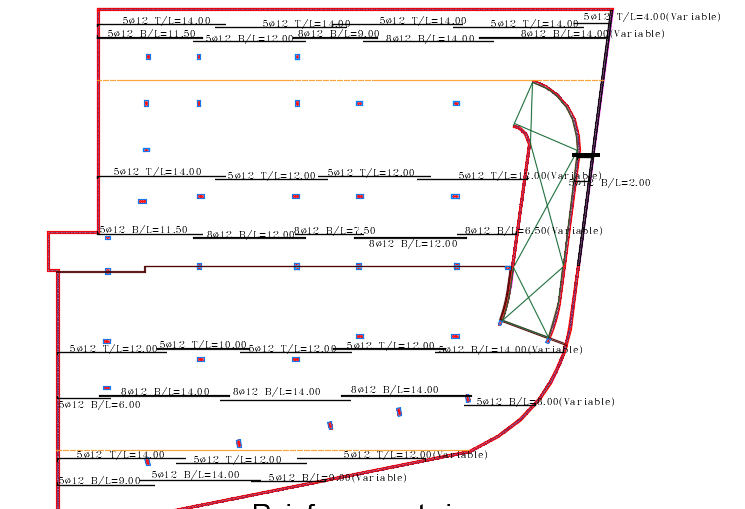 5ø12 T/L=14.00 5ø12 T/L=14.00 5ø12 T/L=14.00 5ø12 T/L=14.00 5ø12 T/L=4.00(Variable)
5ø12 B/L=11.50 5ø12 B/L=12.00 8ø12 B/L=9.00 8ø12 B/L=14.00 8ø12 B/L=14.00(Variable)
5ø12 T/L=14.00 5ø12 T/L=12.00 5ø12 T/L=12.00 5ø12 T/L=12.00(Variable)
5ø12 B/L=2.00
5ø12 B/L=11.50 8ø12 B/L=12.00 8ø12 B/L=7.50 8ø12 B/L=6.50(Variable)
8ø12 B/L=12.00
5ø12 T/L=12.00 5ø12 T/L=10.00 5ø12 T/L=12.00 5ø12 T/L=12.00 5ø12 B/L=14.00(Variable)
8ø12 B/L=14.00 8ø12 B/L=14.00 8ø12 B/L=14.00
5ø12 B/L=6.00 5ø12 B/L=8.00(Variable)
5ø12 T/L=14.00 5ø12 T/L=12.00 5ø12 T/L=12.00(Variable)
5ø12 B/L=9.00 5ø12 B/L=14.00 5ø12 B/L=9.00(Variable)